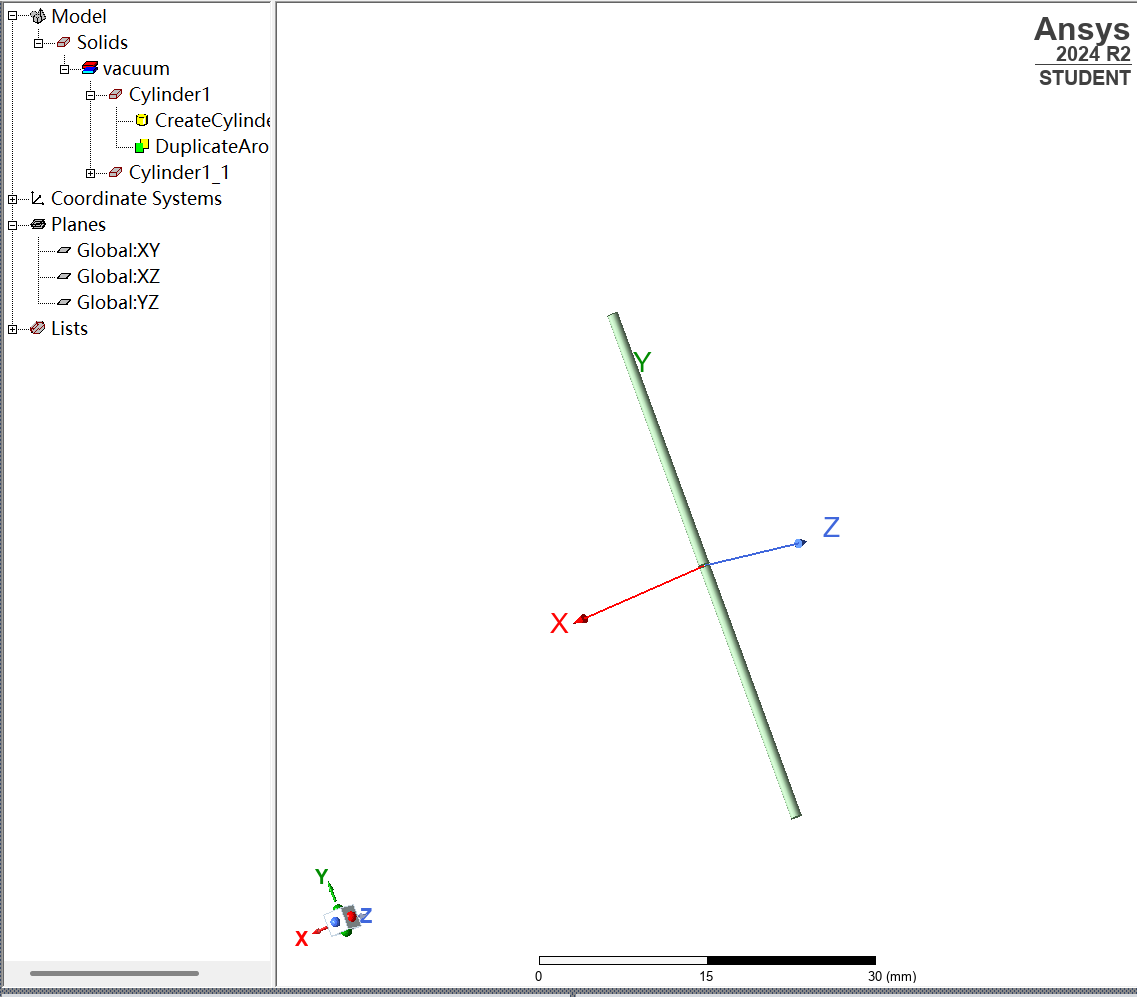 Model
Solids
vacuum
Cylinder1
CreateCylinde
DuplicateAro
Cylinder1_1
Coordinate Systems
Planes
Global:XY
Global:XZ
Global:YZ
Lists
Ansys
2024 R2
STUDENT
Y
Z
X
Y
Z
X
0 15 30 (mm)